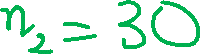 n₂ = 30